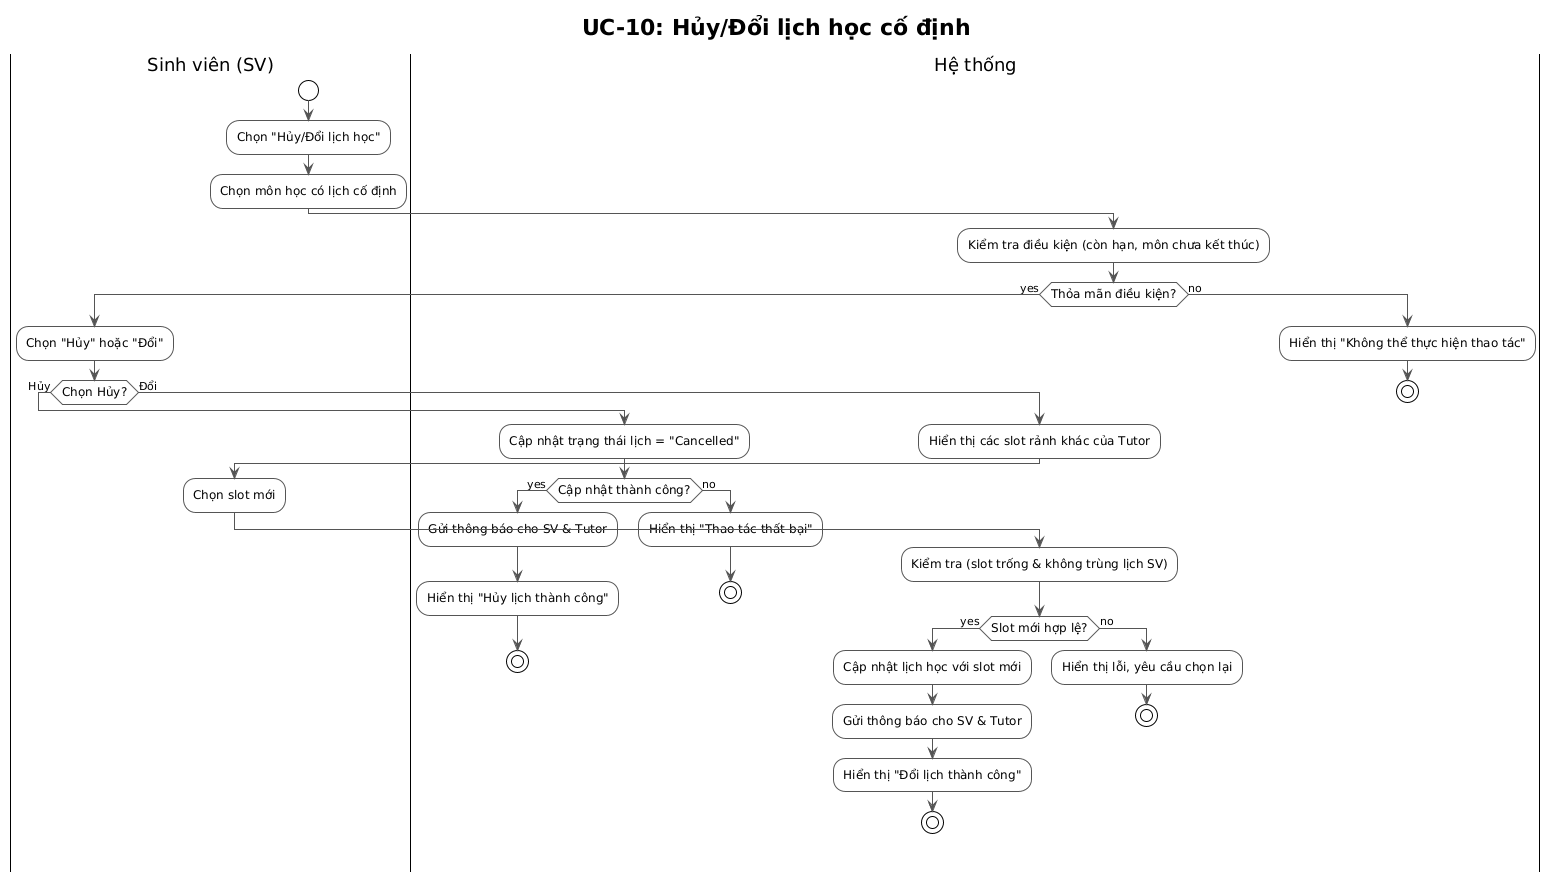 UC-10: Hủy/Đổi lịch học cố định
Sinh viên (SV)
Hệ thống
Chọn "Hủy/Đổi lịch học"
Chọn môn học có lịch cố định
Kiểm tra điều kiện (còn hạn, môn chưa kết thúc)
yes
Thỏa mãn điều kiện?
no
Chọn "Hủy" hoặc "Đổi"
Hiển thị "Không thể thực hiện thao tác"
Hủy
Chọn Hủy?
Đổi
Cập nhật trạng thái lịch = "Cancelled"
Hiển thị các slot rảnh khác của Tutor
Chọn slot mới
yes
Cập nhật thành công?
no
Gửi thông báo cho SV & Tutor
Hiển thị "Thao tác thất bại"
Kiểm tra (slot trống & không trùng lịch SV)
Hiển thị "Hủy lịch thành công"
yes
Slot mới hợp lệ?
no
Cập nhật lịch học với slot mới
Hiển thị lỗi, yêu cầu chọn lại
Gửi thông báo cho SV & Tutor
Hiển thị "Đổi lịch thành công"